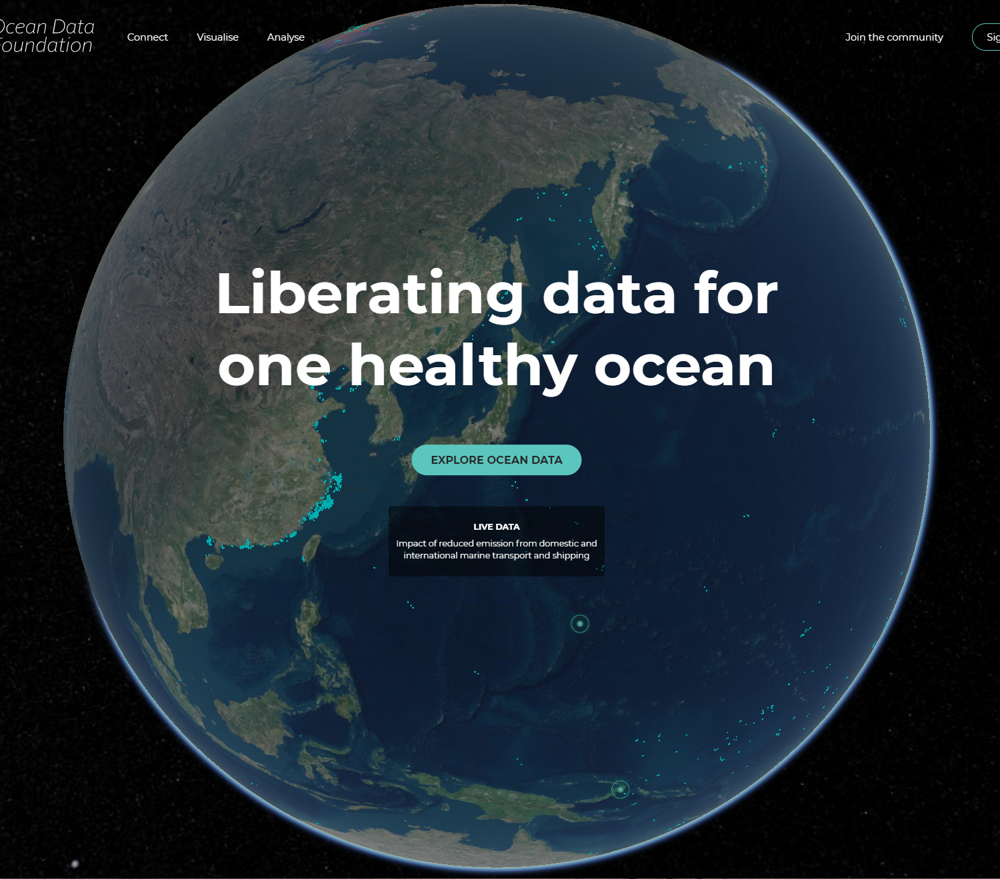 Ocean Data
Foundation
Connect
Visualise
Analyse
Join the community
Liberating data for
one healthy ocean
EXPLORE OCEAN DATA
LIVE DATA
Impact of reduced emission from domestic and
international marine transport and shipping